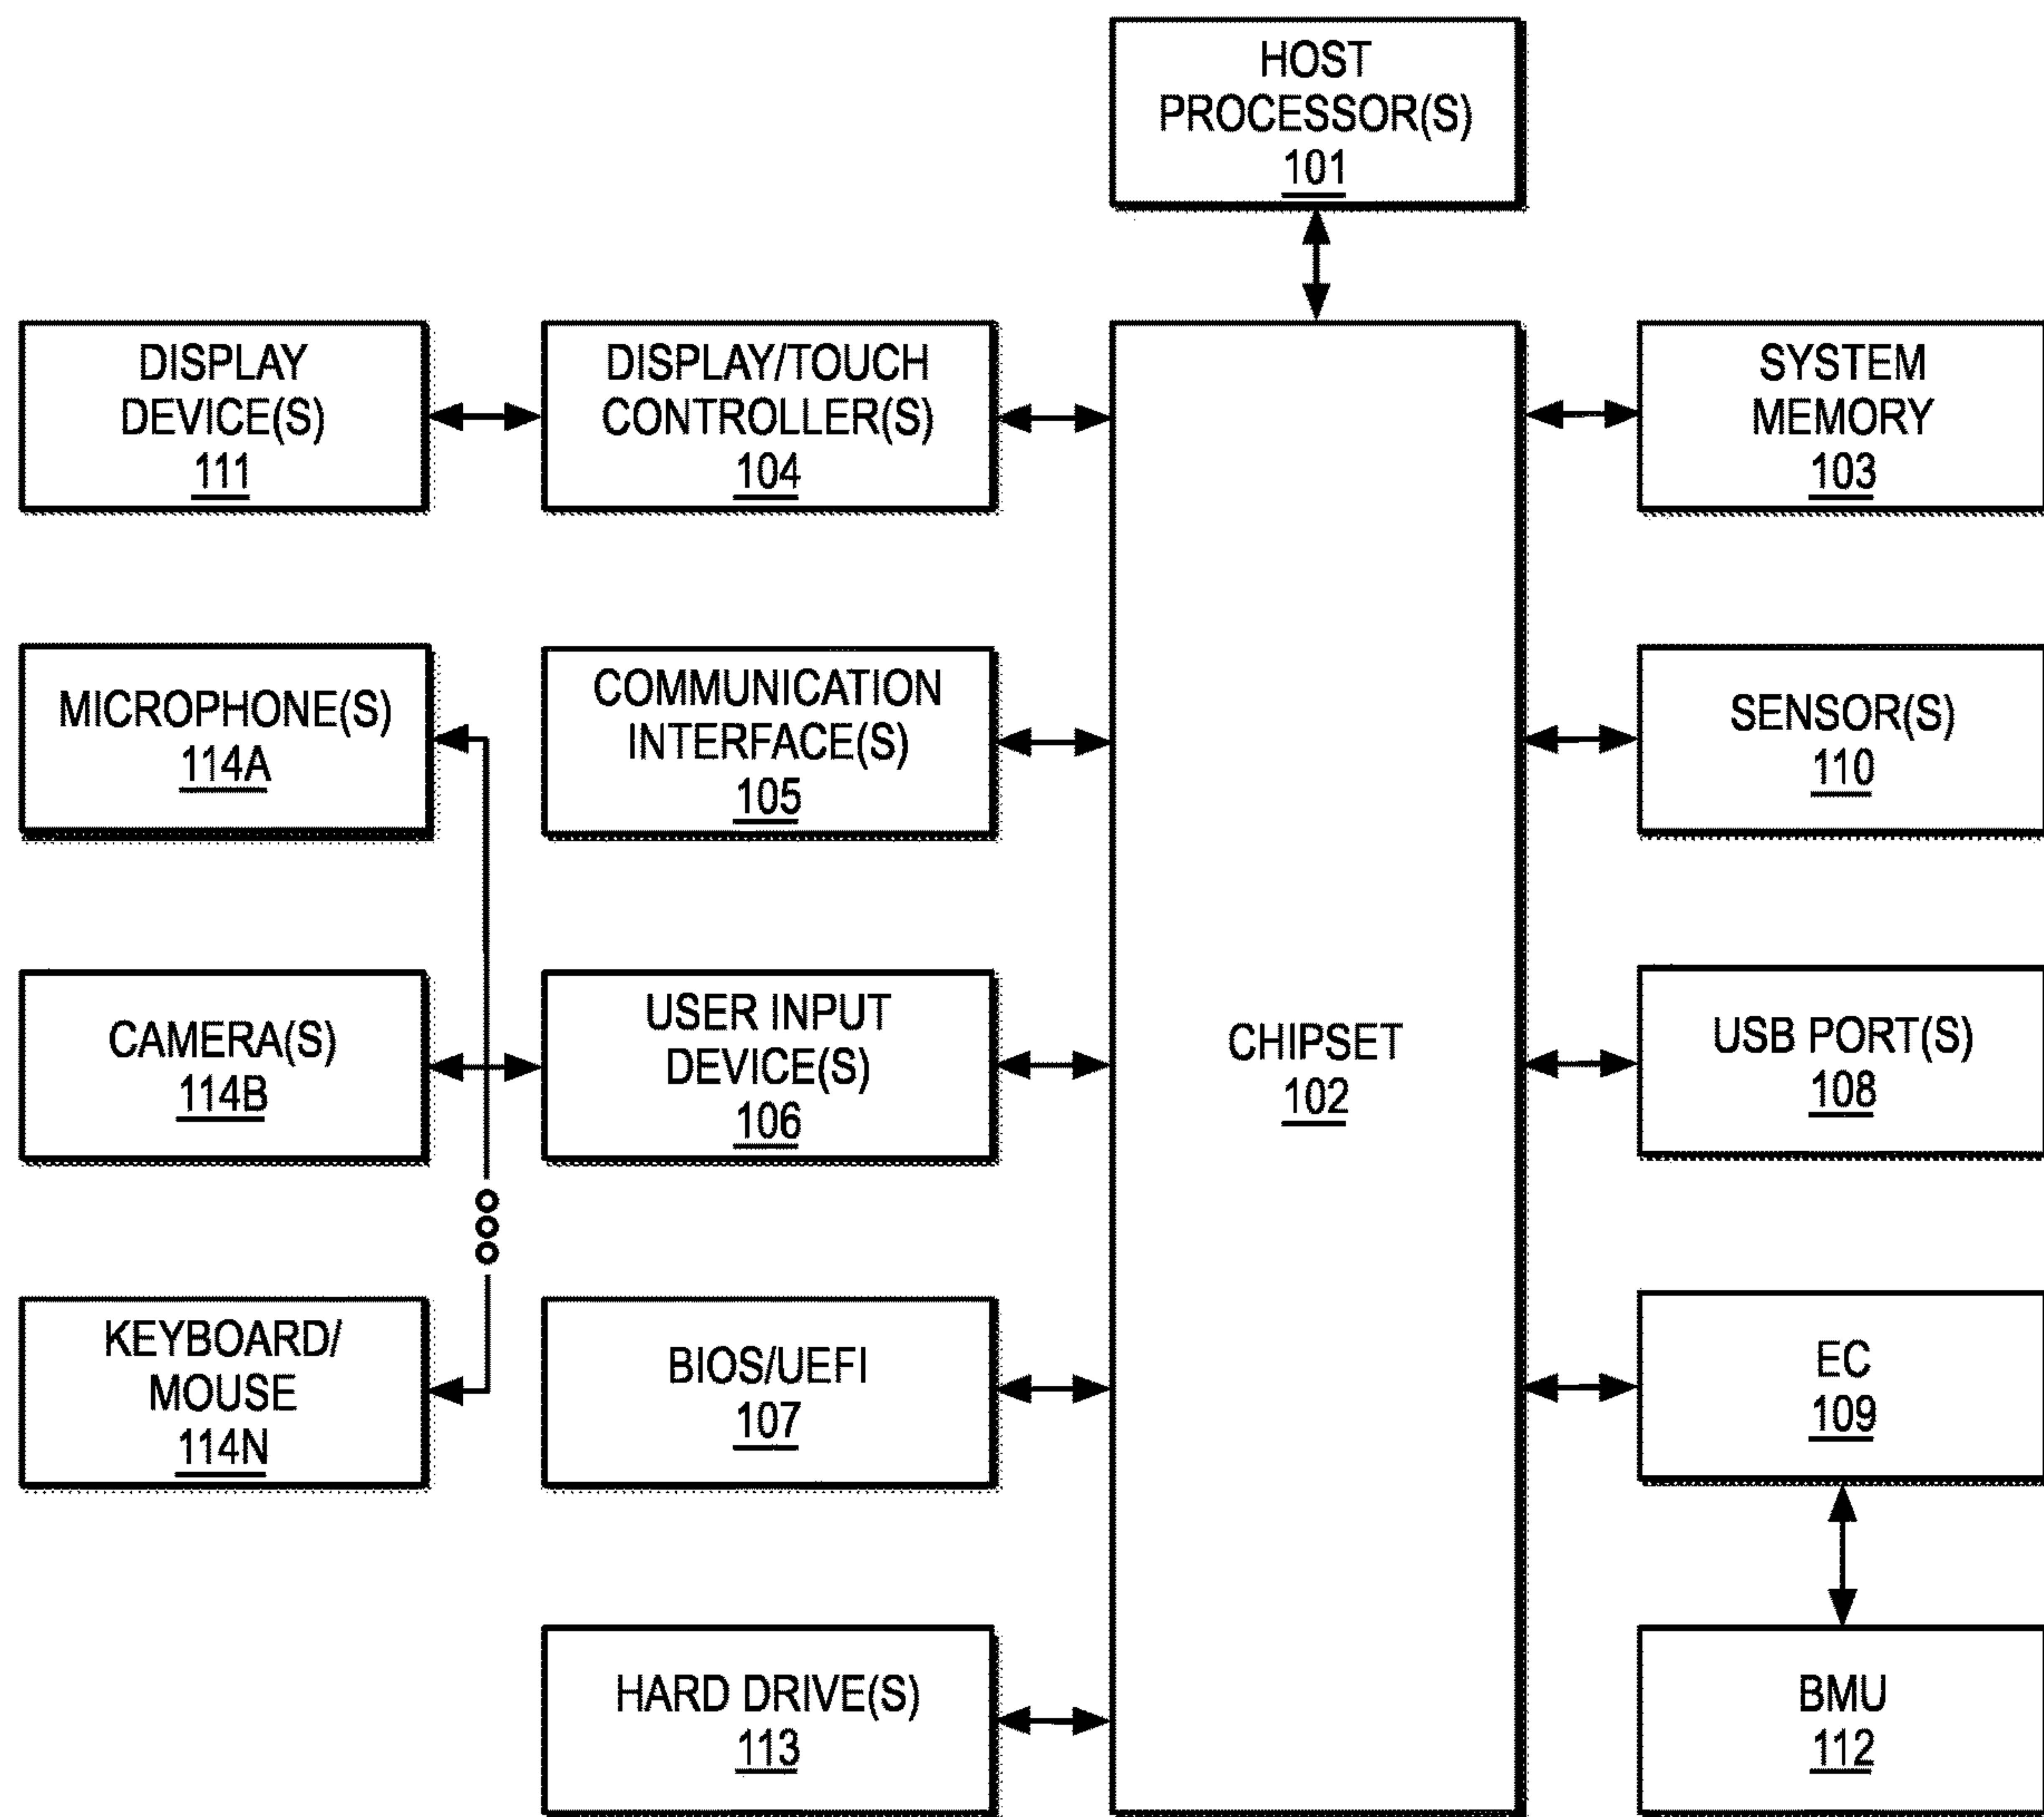 HOST
PROCESSOR(S)
101
DISPLAY
DEVICE(S)
111
DISPLAY/TOUCH
CONTROLLER(S)
104
SYSTEM
MEMORY
103
MICROPHONE(S)
114A
COMMUNICATION
INTERFACE(S)
105
SENSOR(S)
110
CAMERA(S)
114B
USER INPUT
DEVICE(S)
106
CHIPSET
102
USB PORT(S)
108
KEYBOARD/
MOUSE
114N
BIOS/UEFI
107
EC
109
HARD DRIVE(S)
113
BMU
112